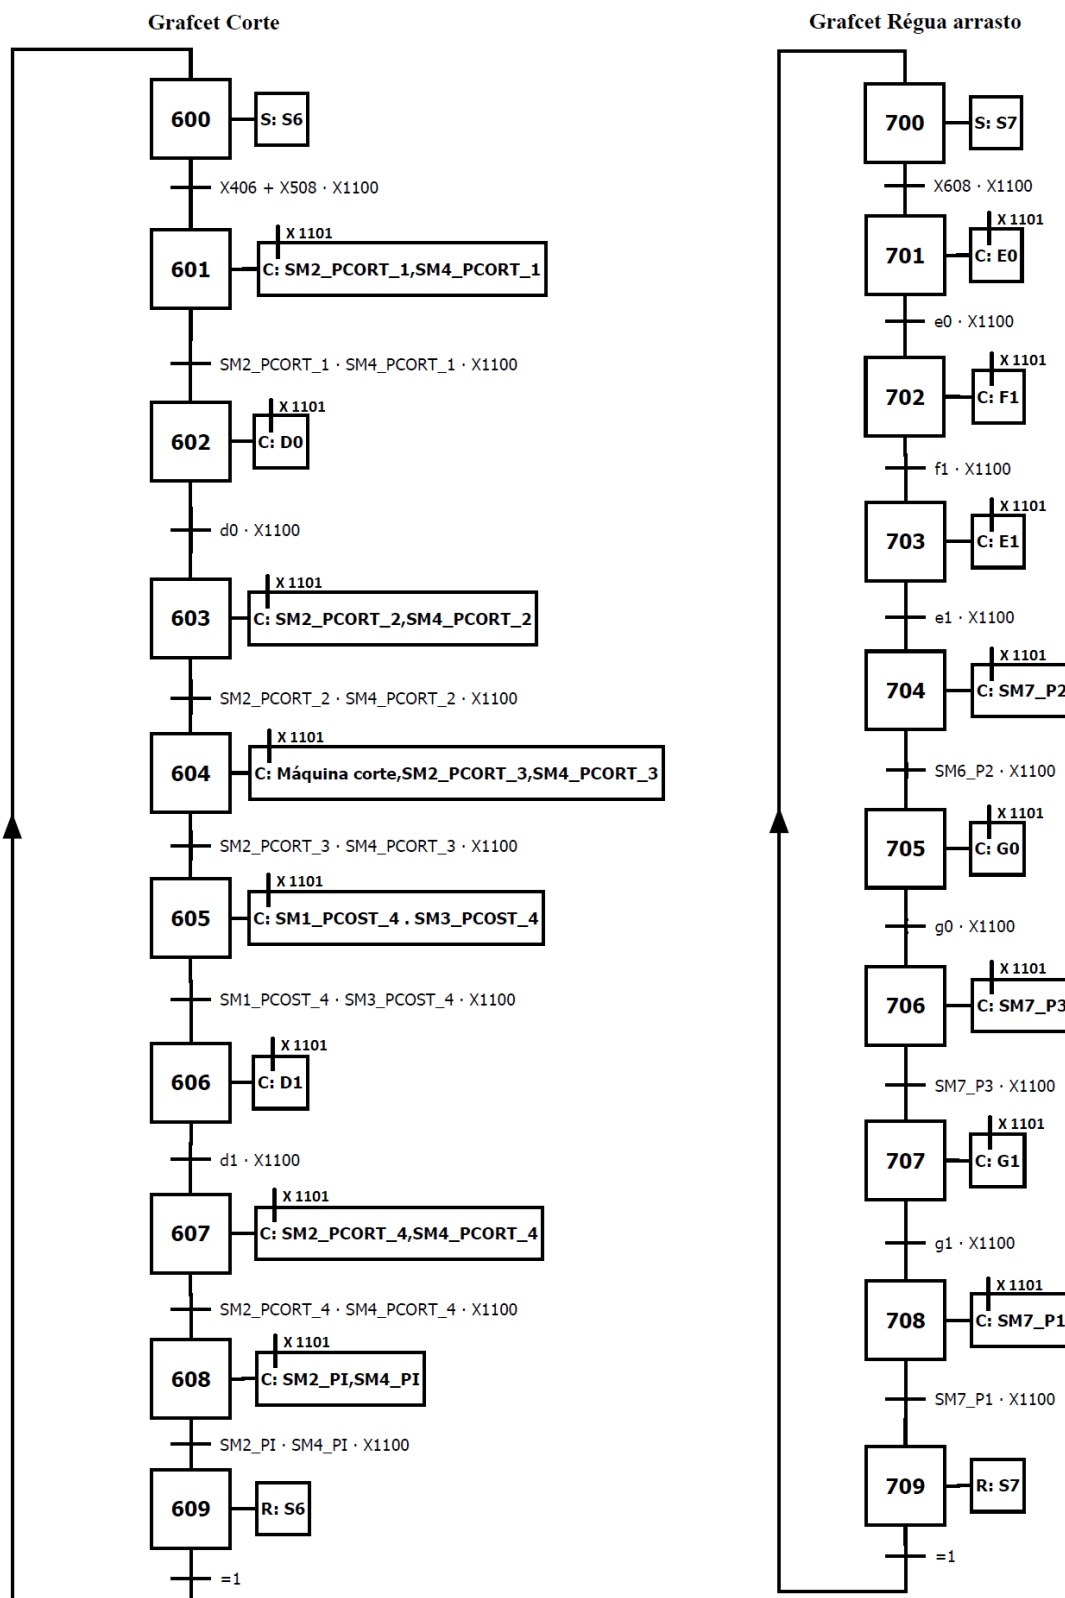 Grafcet Corte
600
S: S6
X406 + X508 · X1100
X 1101
601
C: SM2_PCORT_1,SM4_PCORT_1
SM2_PCORT_1 · SM4_PCORT_1 · X1100
X 1101
602
C: D0
d0 · X1100
X 1101
603
C: SM2_PCORT_2,SM4_PCORT_2
SM2_PCORT_2 · SM4_PCORT_2 · X1100
X 1101
604
C: Máquina corte,SM2_PCORT_3,SM4_PCORT_3
SM2_PCORT_3 · SM4_PCORT_3 · X1100
X 1101
605
C: SM1_PCOST_4 . SM3_PCOST_4
SM1_PCOST_4 · SM3_PCOST_4 · X1100
X 1101
606
C: D1
d1 · X1100
X 1101
607
C: SM2_PCORT_4,SM4_PCORT_4
SM2_PCORT_4 · SM4_PCORT_4 · X1100
X 1101
608
C: SM2_PI,SM4_PI
SM2_PI · SM4_PI · X1100
609
R: S6
=1
Grafcet Régua arrasto
700
S: S7
X608 · X1100
X 1101
701
C: E0
e0 · X1100
X 1101
702
C: F1
f1 · X1100
X 1101
703
C: E1
e1 · X1100
X 1101
704
C: SM7_P2
SM6_P2 · X1100
X 1101
705
C: G0
g0 · X1100
X 1101
706
C: SM7_P3
SM7_P3 · X1100
X 1101
707
C: G1
g1 · X1100
X 1101
708
C: SM7_P1
SM7_P1 · X1100
709
R: S7
=1